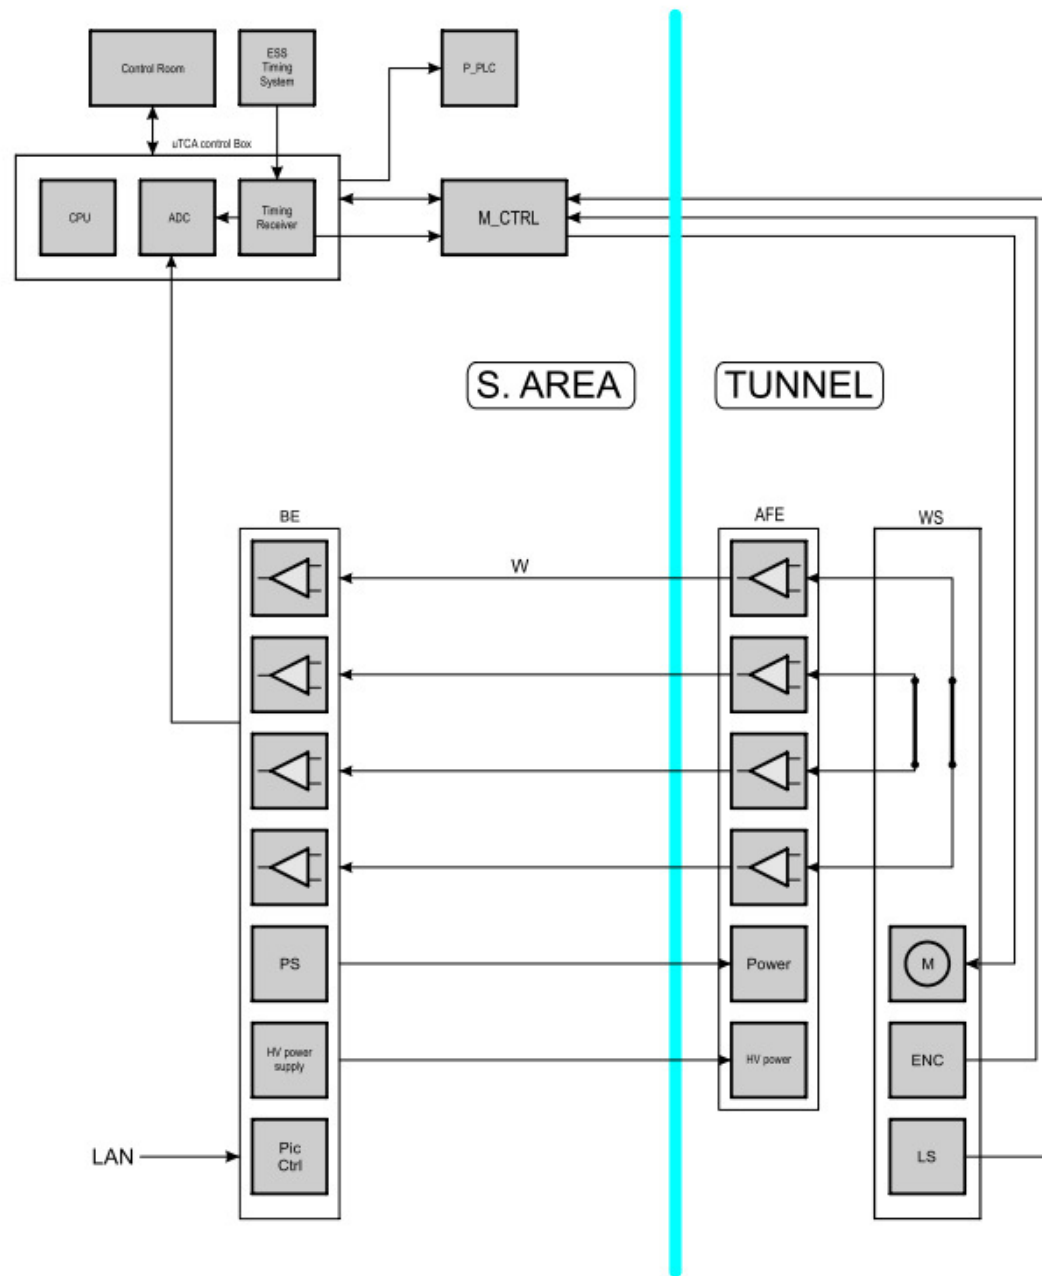 Control Room
ESS
Timing
System
P_PLC
uTCA control Box
CPU
ADC
Timing
Receiver
M_CTRL
S. AREA
TUNNEL
BE
AFE
WS
W
PS
Power
M
HV power
supply
HV power
ENC
LAN
Pic
Ctrl
LS